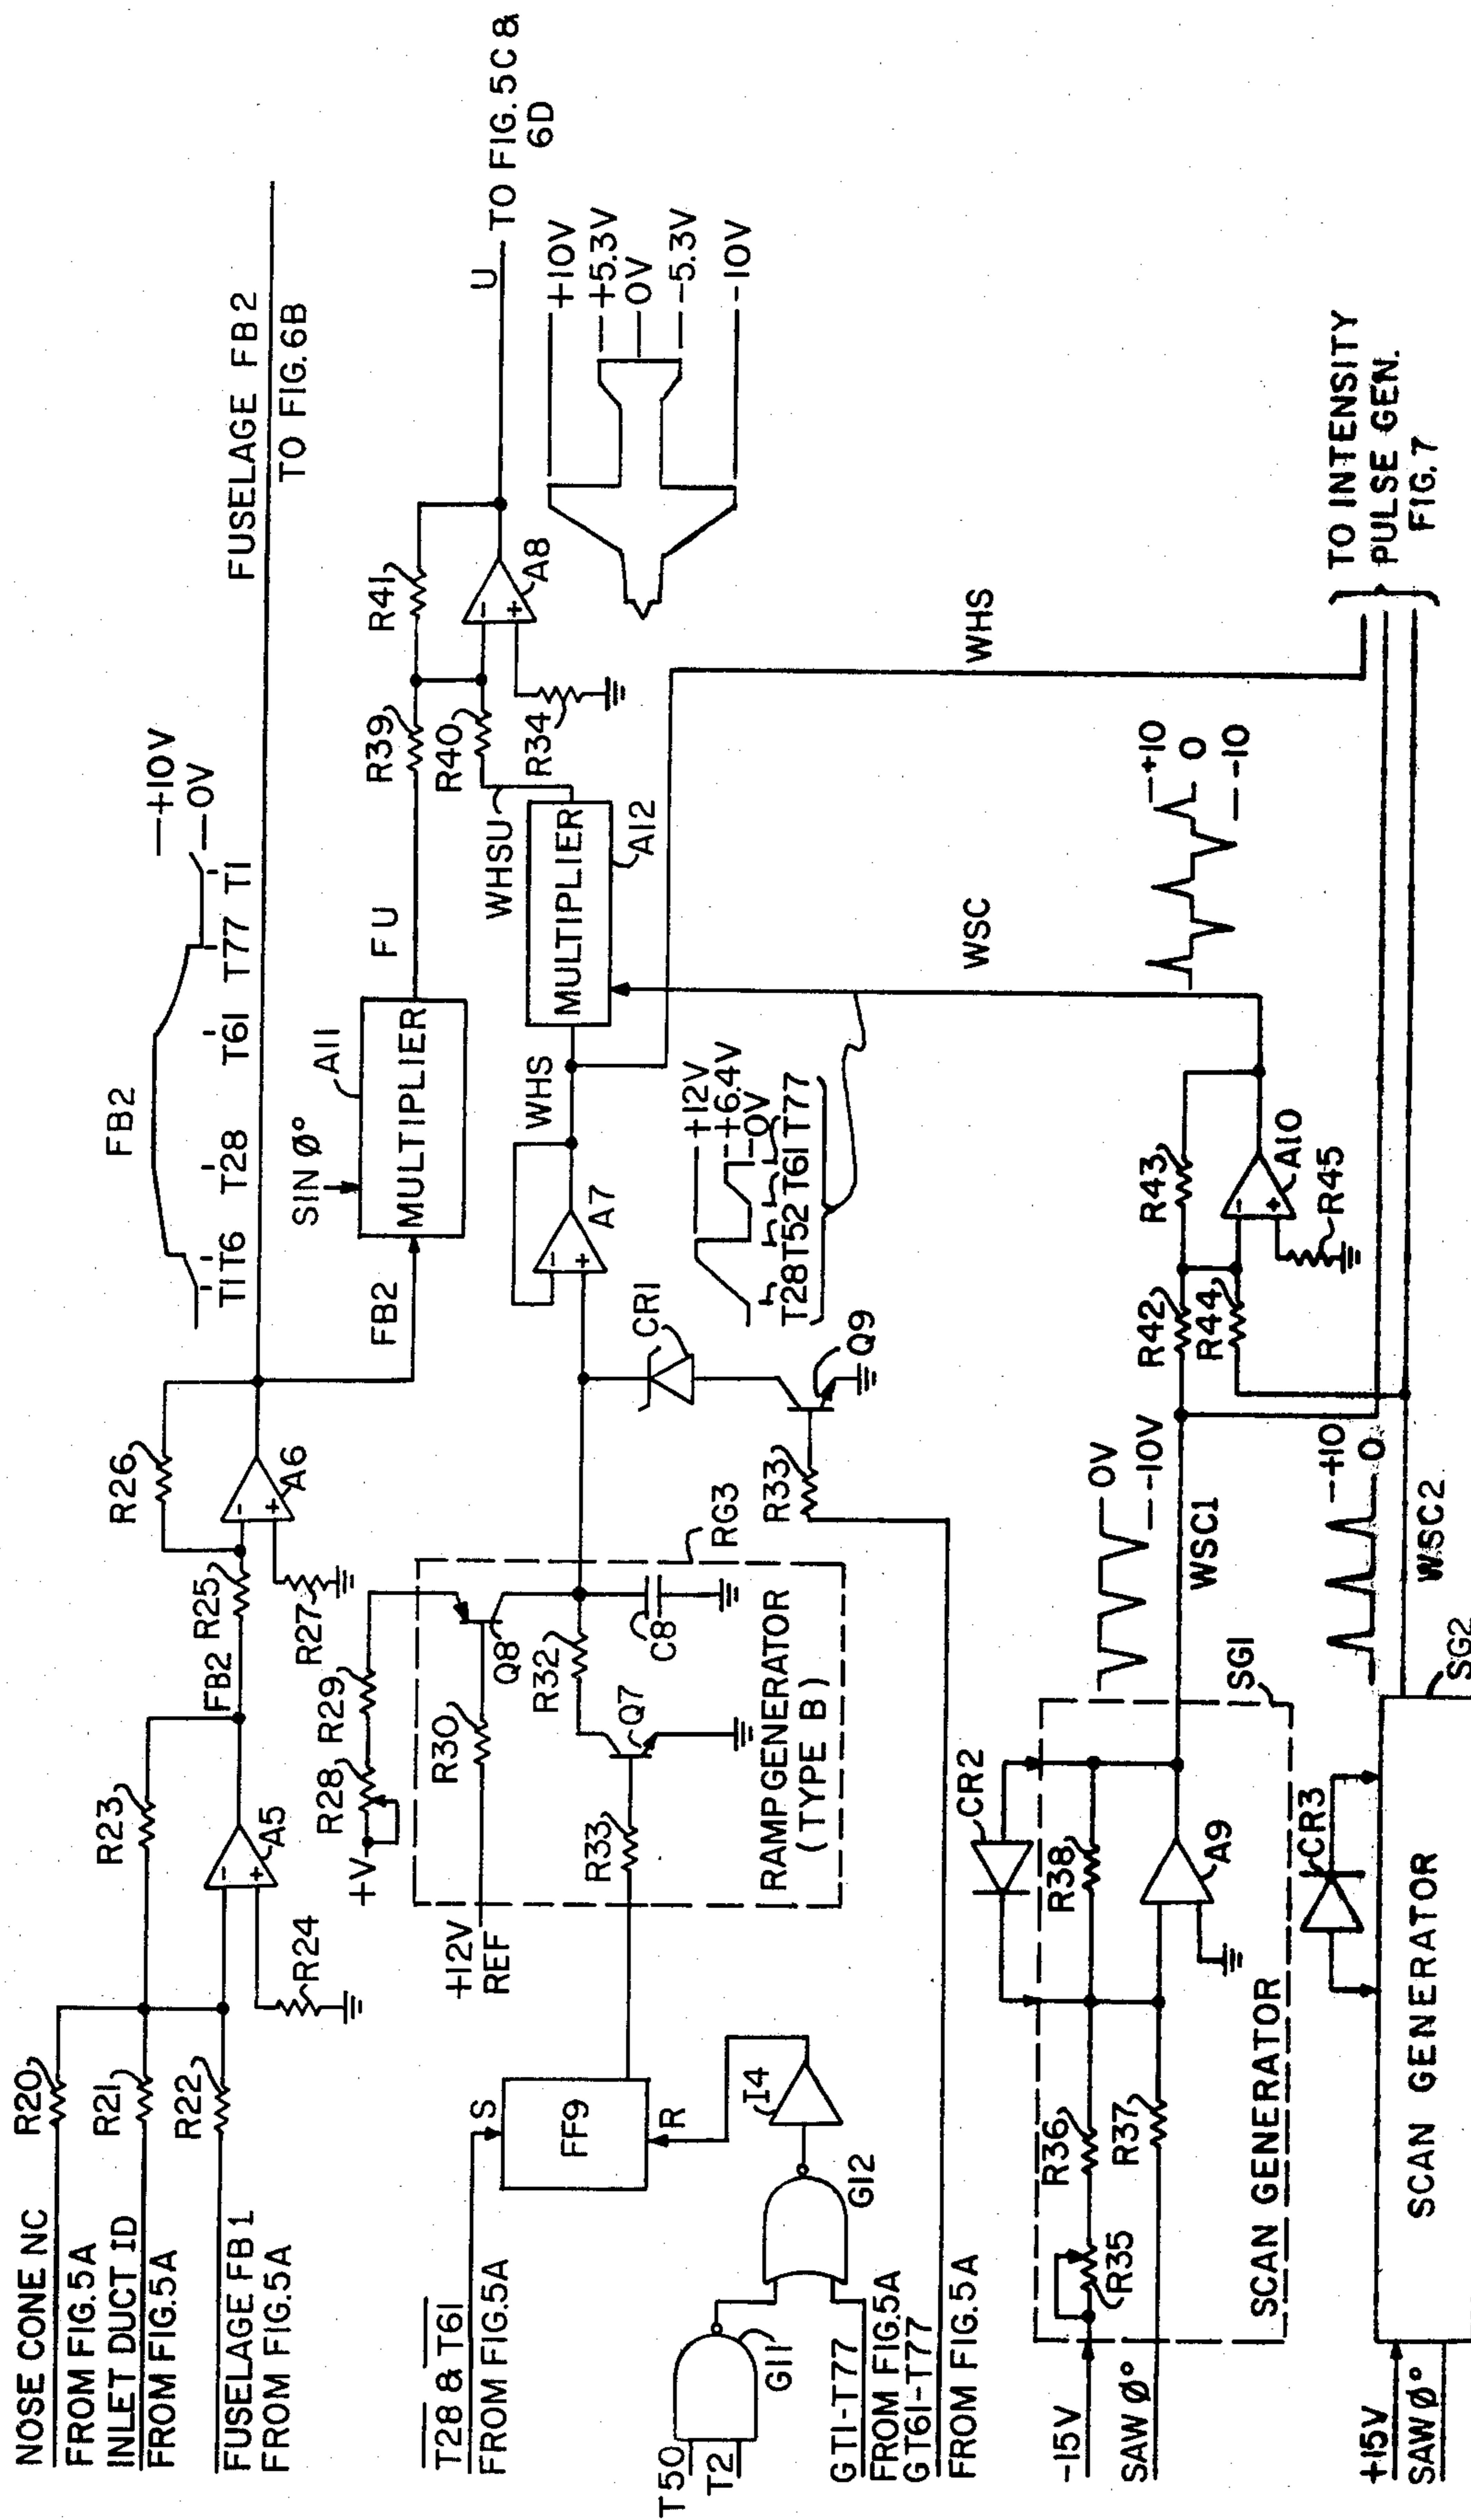 NOSE CONE NC
FROM FIG.5A
INLET DUCT ID
FROM FIG.5A
FUSELAGE FB1
FROM FIG.5A
R20
R21
R22
R23
R24
A5
FB2
R25
R26
R27
A6
FB2
T1 T6 T28 T61 T77 T1
+10V
0V
FUSELAGE FB2
TO FIG.6B
SIN Ø°
A11
FB2
MULTIPLIER
FU
R39
R41
R40
R34
A8
U
TO FIG.5C &
6D
+10V
+5.3V
0V
-5.3V
-10V
T28 & T61
FROM FIG.5A
S
FF9
R
I4
G12
G11
T50
T2
GT1-T77
FROM FIG.5A
GT61-T77
FROM FIG.5A
+V
R28
R29
+12V
REF
R30
Q8
R32
Q7
R33
C8
RAMP GENERATOR
(TYPE B)
RG3
R33
Q9
CR1
A7
WHS
MULTIPLIER
A12
WHSU
+12V
+6.4V
0V
T28 T52 T61 T77
WSC
WHS
+10
0
-10
-15V
SAW Ø°
R35
R36
R37
R38
CR2
A9
SCAN GENERATOR
SG1
0V
-10V
WSC1
R42
R44
R43
A10
R45
TO INTENSITY
PULSE GEN.
FIG.7
+15V
SAW Ø°
SCAN GENERATOR
CR3
SG2
+10
0
WSC2